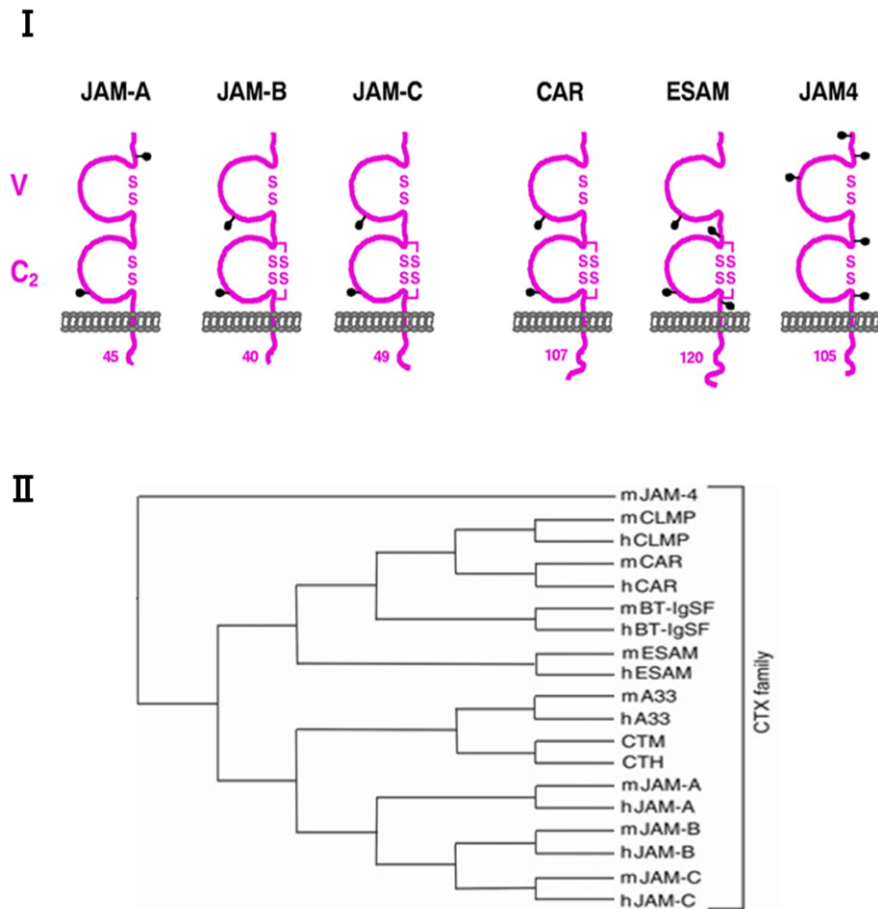 I
JAM-A JAM-B JAM-C CAR ESAM JAM4
S S S S S
V S S S S S
C2 S SS SS SS SS S
S SS SS SS SS S
45 40 49 107 120 105
II
mJAM-4
mCLMP
hCLMP
mCAR
hCAR
mBT-IgSF
hBT-IgSF
mESAM
hESAM
mA33
hA33
CTM
CTH
mJAM-A
hJAM-A
mJAM-B
hJAM-B
mJAM-C
hJAM-C
CTX family